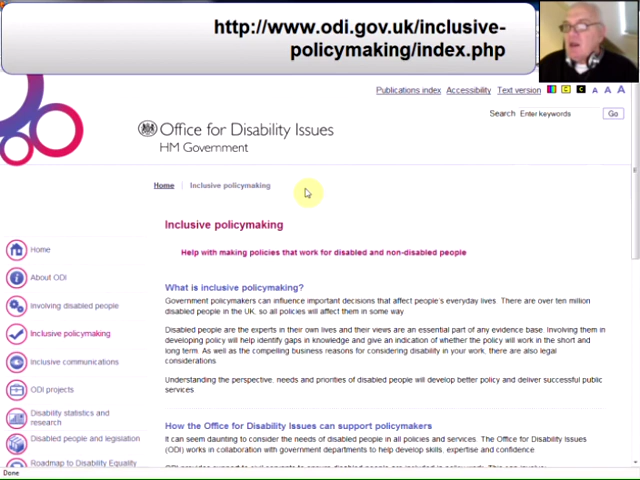 http://www.odi.gov.uk/inclusive-
policymaking/index.php
Publications index Accessibility Text version A A A
Search Enter keywords Go
Office for Disability Issues
HM Government
Home | Inclusive policymaking
Inclusive policymaking
Help with making policies that work for disabled and non-disabled people
What is inclusive policymaking?
Government policymakers can influence important decisions that affect people's everyday lives. There are over ten million
disabled people in the UK, so all policies will affect them in some way
Disabled people are the experts in their own lives and their views are an essential part of any evidence base. Involving them in
developing policy will help identify gaps in knowledge and give an indication of whether the policy will work in the short and
long term. As well as the compelling business reasons for considering disability in your work, there are also legal
considerations
Understanding the perspective, needs and priorities of disabled people will develop better policy and deliver successful public
services
How the Office for Disability Issues can support policymakers
It can seem daunting to consider the needs of disabled people in all policies and services. The Office for Disability Issues
(ODI) works in collaboration with government departments to help develop skills, expertise and confidence
Home
About ODI
Involving disabled people
Inclusive policymaking
Inclusive communications
ODI projects
Disability statistics and
research
Disabled people and legislation
Roadmap to Disability Equality
Done